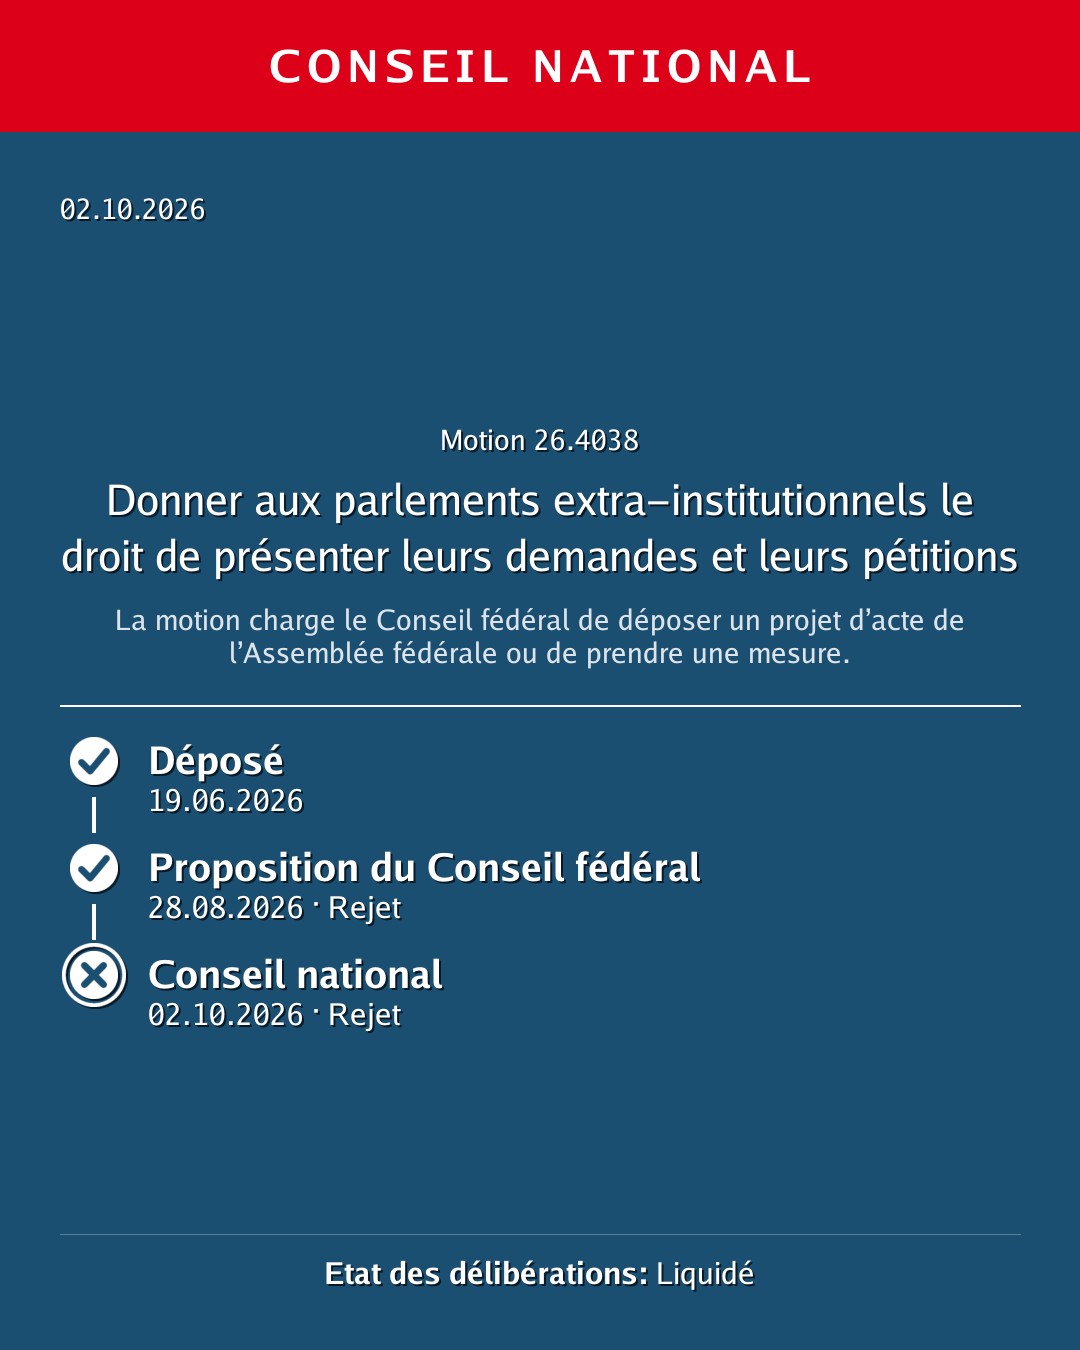 CONSEIL NATIONAL
02.10.2026
Motion 26.4038
Donner aux parlements extra-institutionnels le
droit de présenter leurs demandes et leurs pétitions
La motion charge le Conseil fédéral de déposer un projet d’acte de
l’Assemblée fédérale ou de prendre une mesure.
Déposé
19.06.2026
Proposition du Conseil fédéral
28.08.2026 · Rejet
Conseil national
02.10.2026 · Rejet
Etat des délibérations: Liquidé